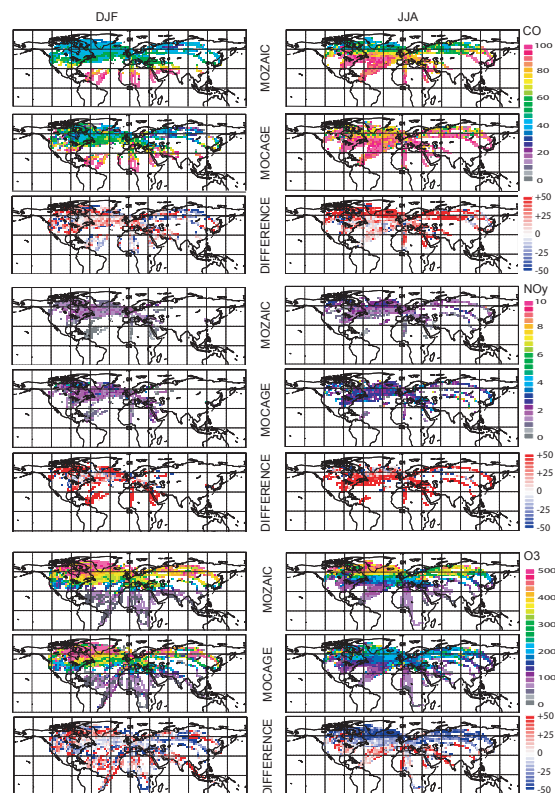 DJF JJA
CO
MOZAIC
100
80
60
40
20
0
MOCAGE
DIFFERENCE
+50
+25
0
-25
-50
NOy
MOZAIC
10
8
6
4
2
0
MOCAGE
DIFFERENCE
+50
+25
0
-25
-50
O3
MOZAIC
500
400
300
200
100
0
MOCAGE
DIFFERENCE
+50
+25
0
-25
-50